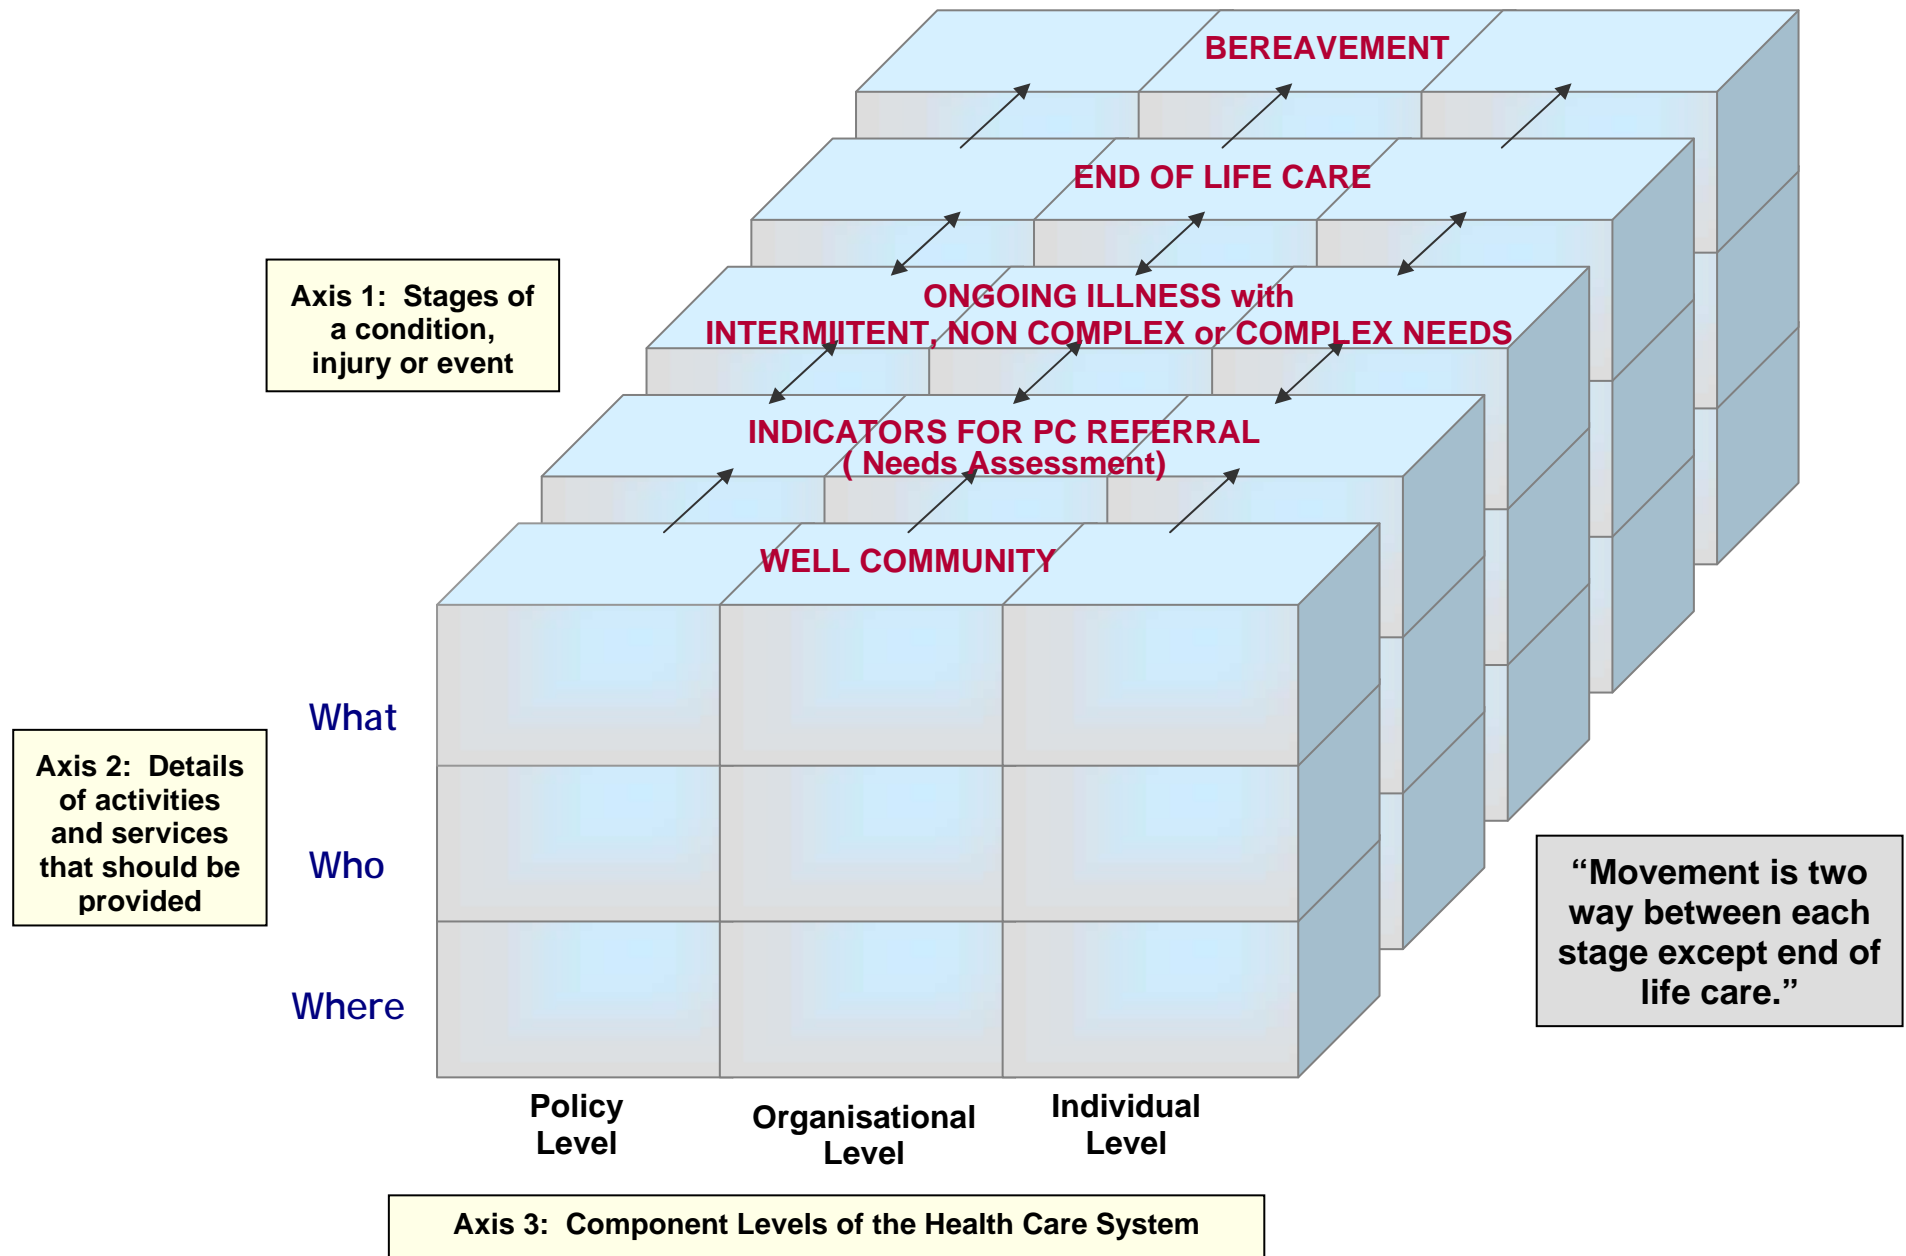 BEREAVEMENT
END OF LIFE CARE
ONGOING ILLNESS with
INTERMIITENT, NON COMPLEX or COMPLEX NEEDS
INDICATORS FOR PC REFERRAL
( Needs Assessment)
WELL COMMUNITY
Axis 1:  Stages of
a condition,
injury or event
What
Who
Where
Axis 2:  Details
of activities
and services
that should be
provided
“Movement is two
way between each
stage except end of
life care.”
Policy
Level
Organisational
Level
Individual
Level
Axis 3:  Component Levels of the Health Care System